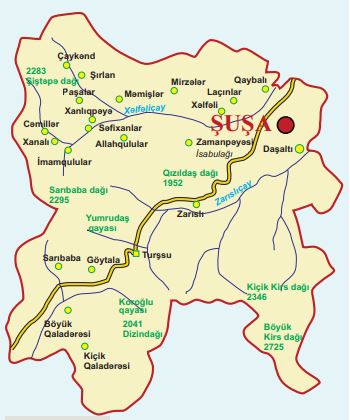 Çaykənd
2283
Şiştəpə dağ
Şırlan
Paşalar
Məmişlər
Mirzələr
Qaybalı
Laçınlar
Xəlfəli
Xəlfəliçay
Xanlıqpəyə
Cəmillər
Səfixanlar
ŞUŞA
Xanalı
Allahqulular
Zamanpəyəsi
İsabulağı
Daşaltı
İmamqulular
Qızıldaş dağı
1952
Sarıbaba dağı
2295
Zarıslıçay
Zarıslı
Yumrudaş
qayası
Turşsu
Sarıbaba
Göytala
Kiçik Kirs dağı
2346
Koroğlu
qayası
2041
Dizindağı
Böyük
Qaladərəsi
Böyük
Kirs dağı
2725
Kiçik
Qaladərəsi